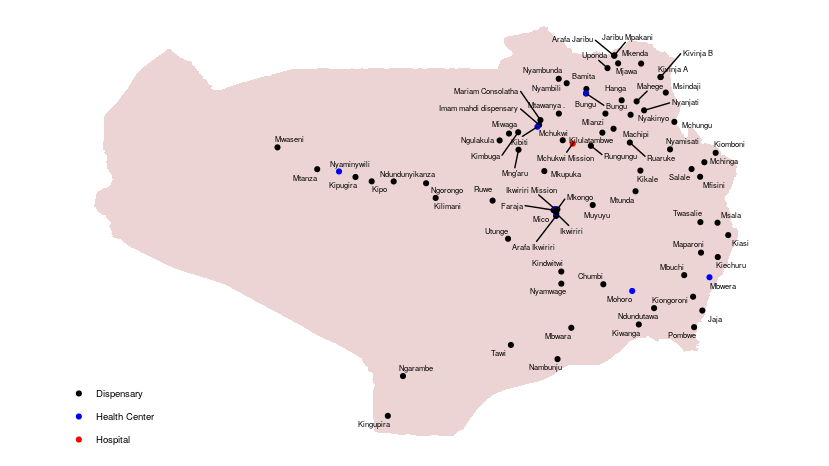 Jaribu Mpakani
Arafa Jaribu
Uponda
Mkenda
Kivinja B
Mjawa
Kivinja A
Nyambunda
Bamita
Nyambili
Hanga
Mahege
Msindaji
Mariam Consolatha
Imam mahdi dispensary
Mtawanya .
Bungu
Bungu
Nyanjati
Nyakinyo
Mchungu
Miwaga
Mchukwi
Mlanzi
Machipi
Ngulakula
Kibiti
Kilulatambwe
Nyamisati
Kiomboni
Mwaseni
Kimbuga
Mchukwi Mission
Rungungu
Ruaruke
Mchinga
Nyaminywili
Mng'aru
Mkupuka
Kikale
Salale
Mfisini
Mtanza
Kipugira
Kipo
Ndundunyikanza
Ngorongo
Ruwe
Ikwiriri Mission
Mkongo
Mtunda
Kilimani
Faraja
Mico
Muyuyu
Twasalie
Msala
Utunge
Arafa Ikwiriri
Ikwiriri
Maparoni
Kiasi
Kindwitwi
Chumbi
Mbuchi
Kiechuru
Nyamwage
Mohoro
Kiongoroni
Mbwera
Ndundutawa
Jaja
Mbwara
Kiwanga
Pombwe
Tawi
Nambunju
Ngarambe
Kingupira
Dispensary
Health Center
Hospital